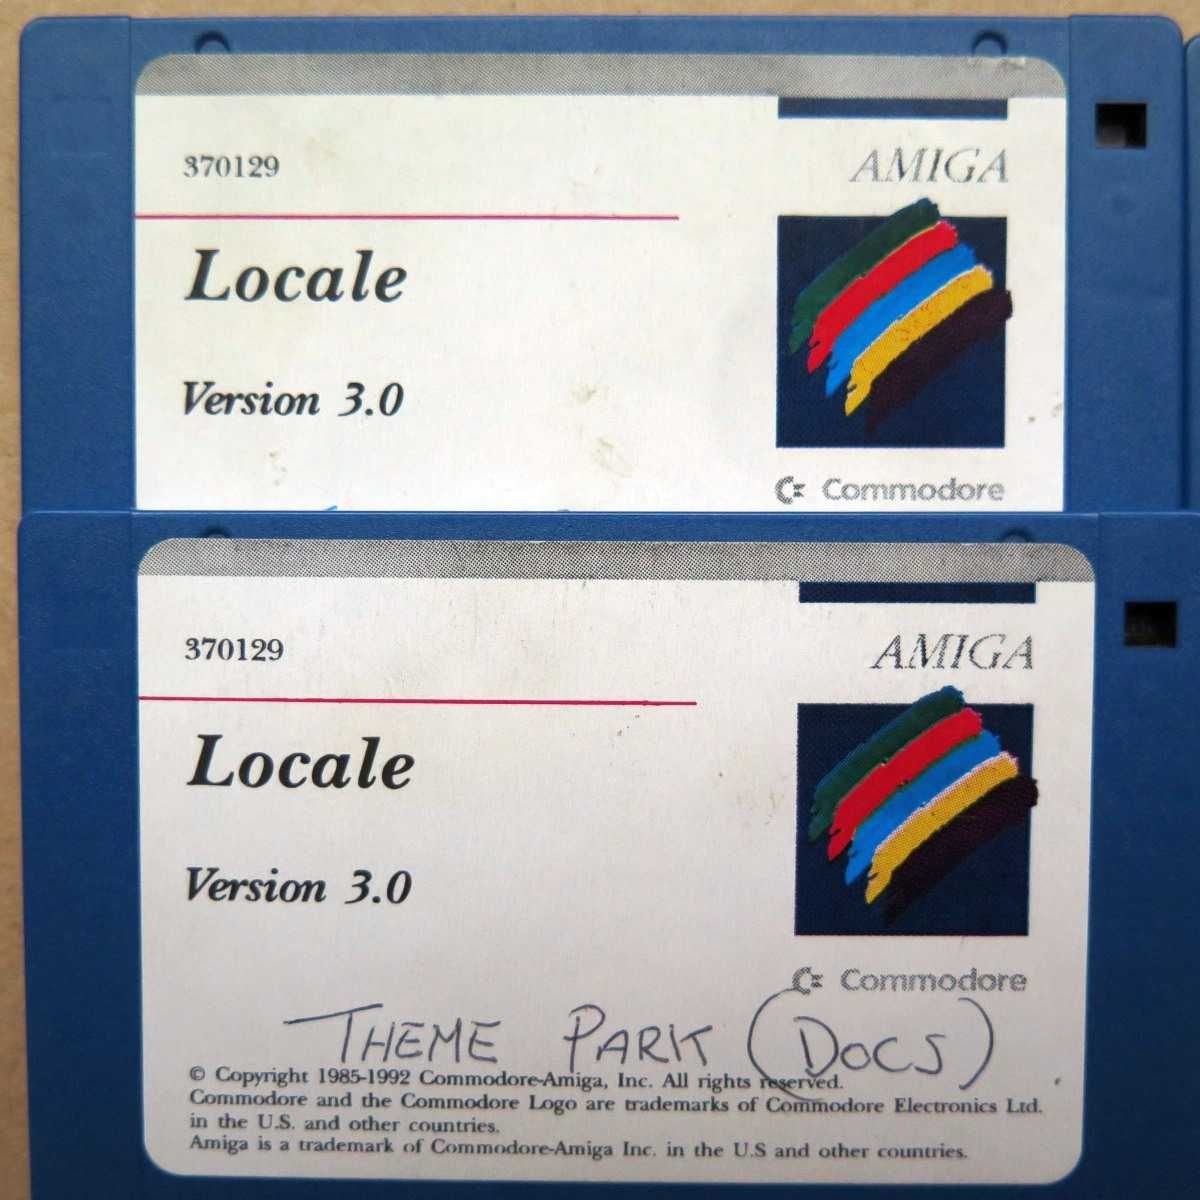 370129
AMIGA
Locale
Version 3.0
Commodore
370129
AMIGA
Locale
Version 3.0
Commodore
THEME PARK (DOCS)
© Copyright 1985-1992 Commodore-Amiga, Inc. All rights reserved.
Commodore and the Commodore Logo are trademarks of Commodore Electronics Ltd.
in the U.S. and other countries.
Amiga is a trademark of Commodore-Amiga Inc. in the U.S and other countries.